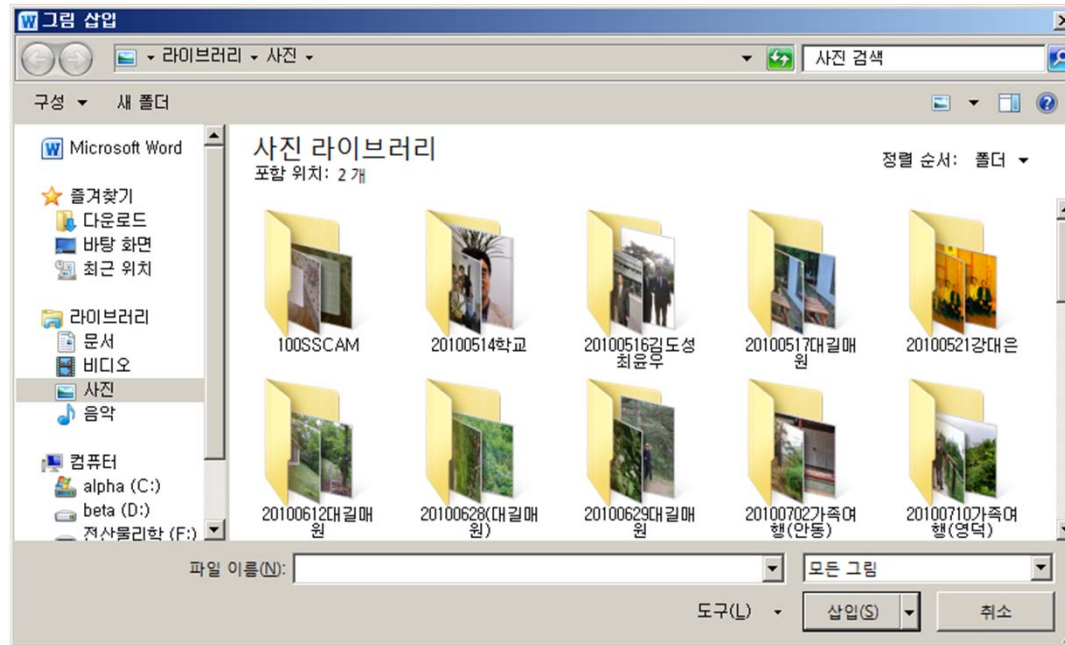 그림 삽입
라이브러리 사진
사진 검색
구성 새 폴더
Microsoft Word
즐겨찾기
다운로드
바탕 화면
최근 위치
라이브러리
문서
비디오
사진
음악
컴퓨터
alpha (C:)
beta (D:)
전산물리학 (F:)
사진 라이브러리
포함 위치: 2개
정렬 순서: 폴더
100SSCAM
20100514학교
20100516김도성
최윤무
20100517대길매
원
20100521강대은
20100612대길매
원
20100628(대길매
원)
20100629대길매
원
20100702가족여
행(안동)
20100710가족여
행(영덕)
파일 이름(N):
모든 그림
도구(L)
삽입(S)
취소